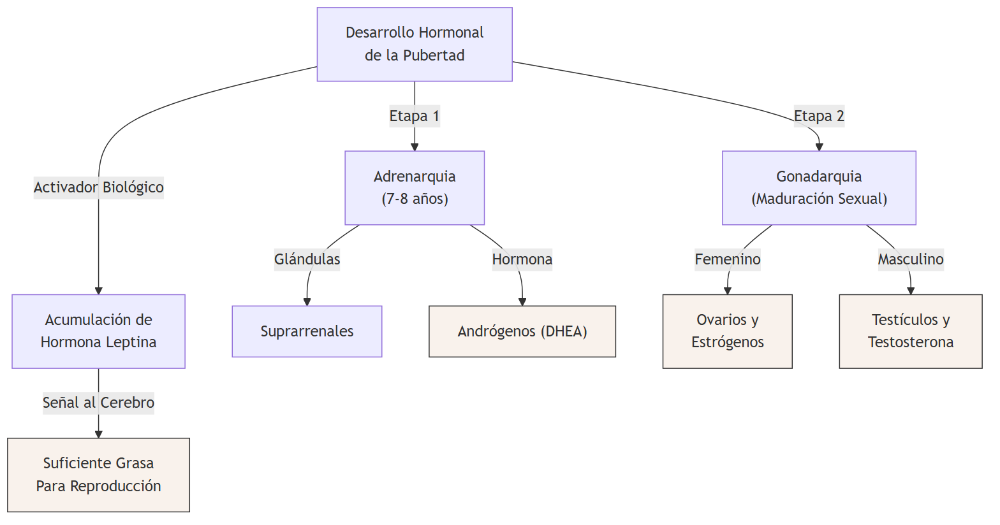 Desarrollo Hormonal
de la Pubertad
Etapa 1
Etapa 2
Activador Biológico
Adrenarquia
(7-8 años)
Gonadarquia
(Maduración Sexual)
Glándulas
Hormona
Femenino
Masculino
Acumulación de
Hormona Leptina
Suprarrenales
Andrógenos (DHEA)
Ovarios y
Estrógenos
Testículos y
Testosterona
Señal al Cerebro
Suficiente Grasa
Para Reproducción